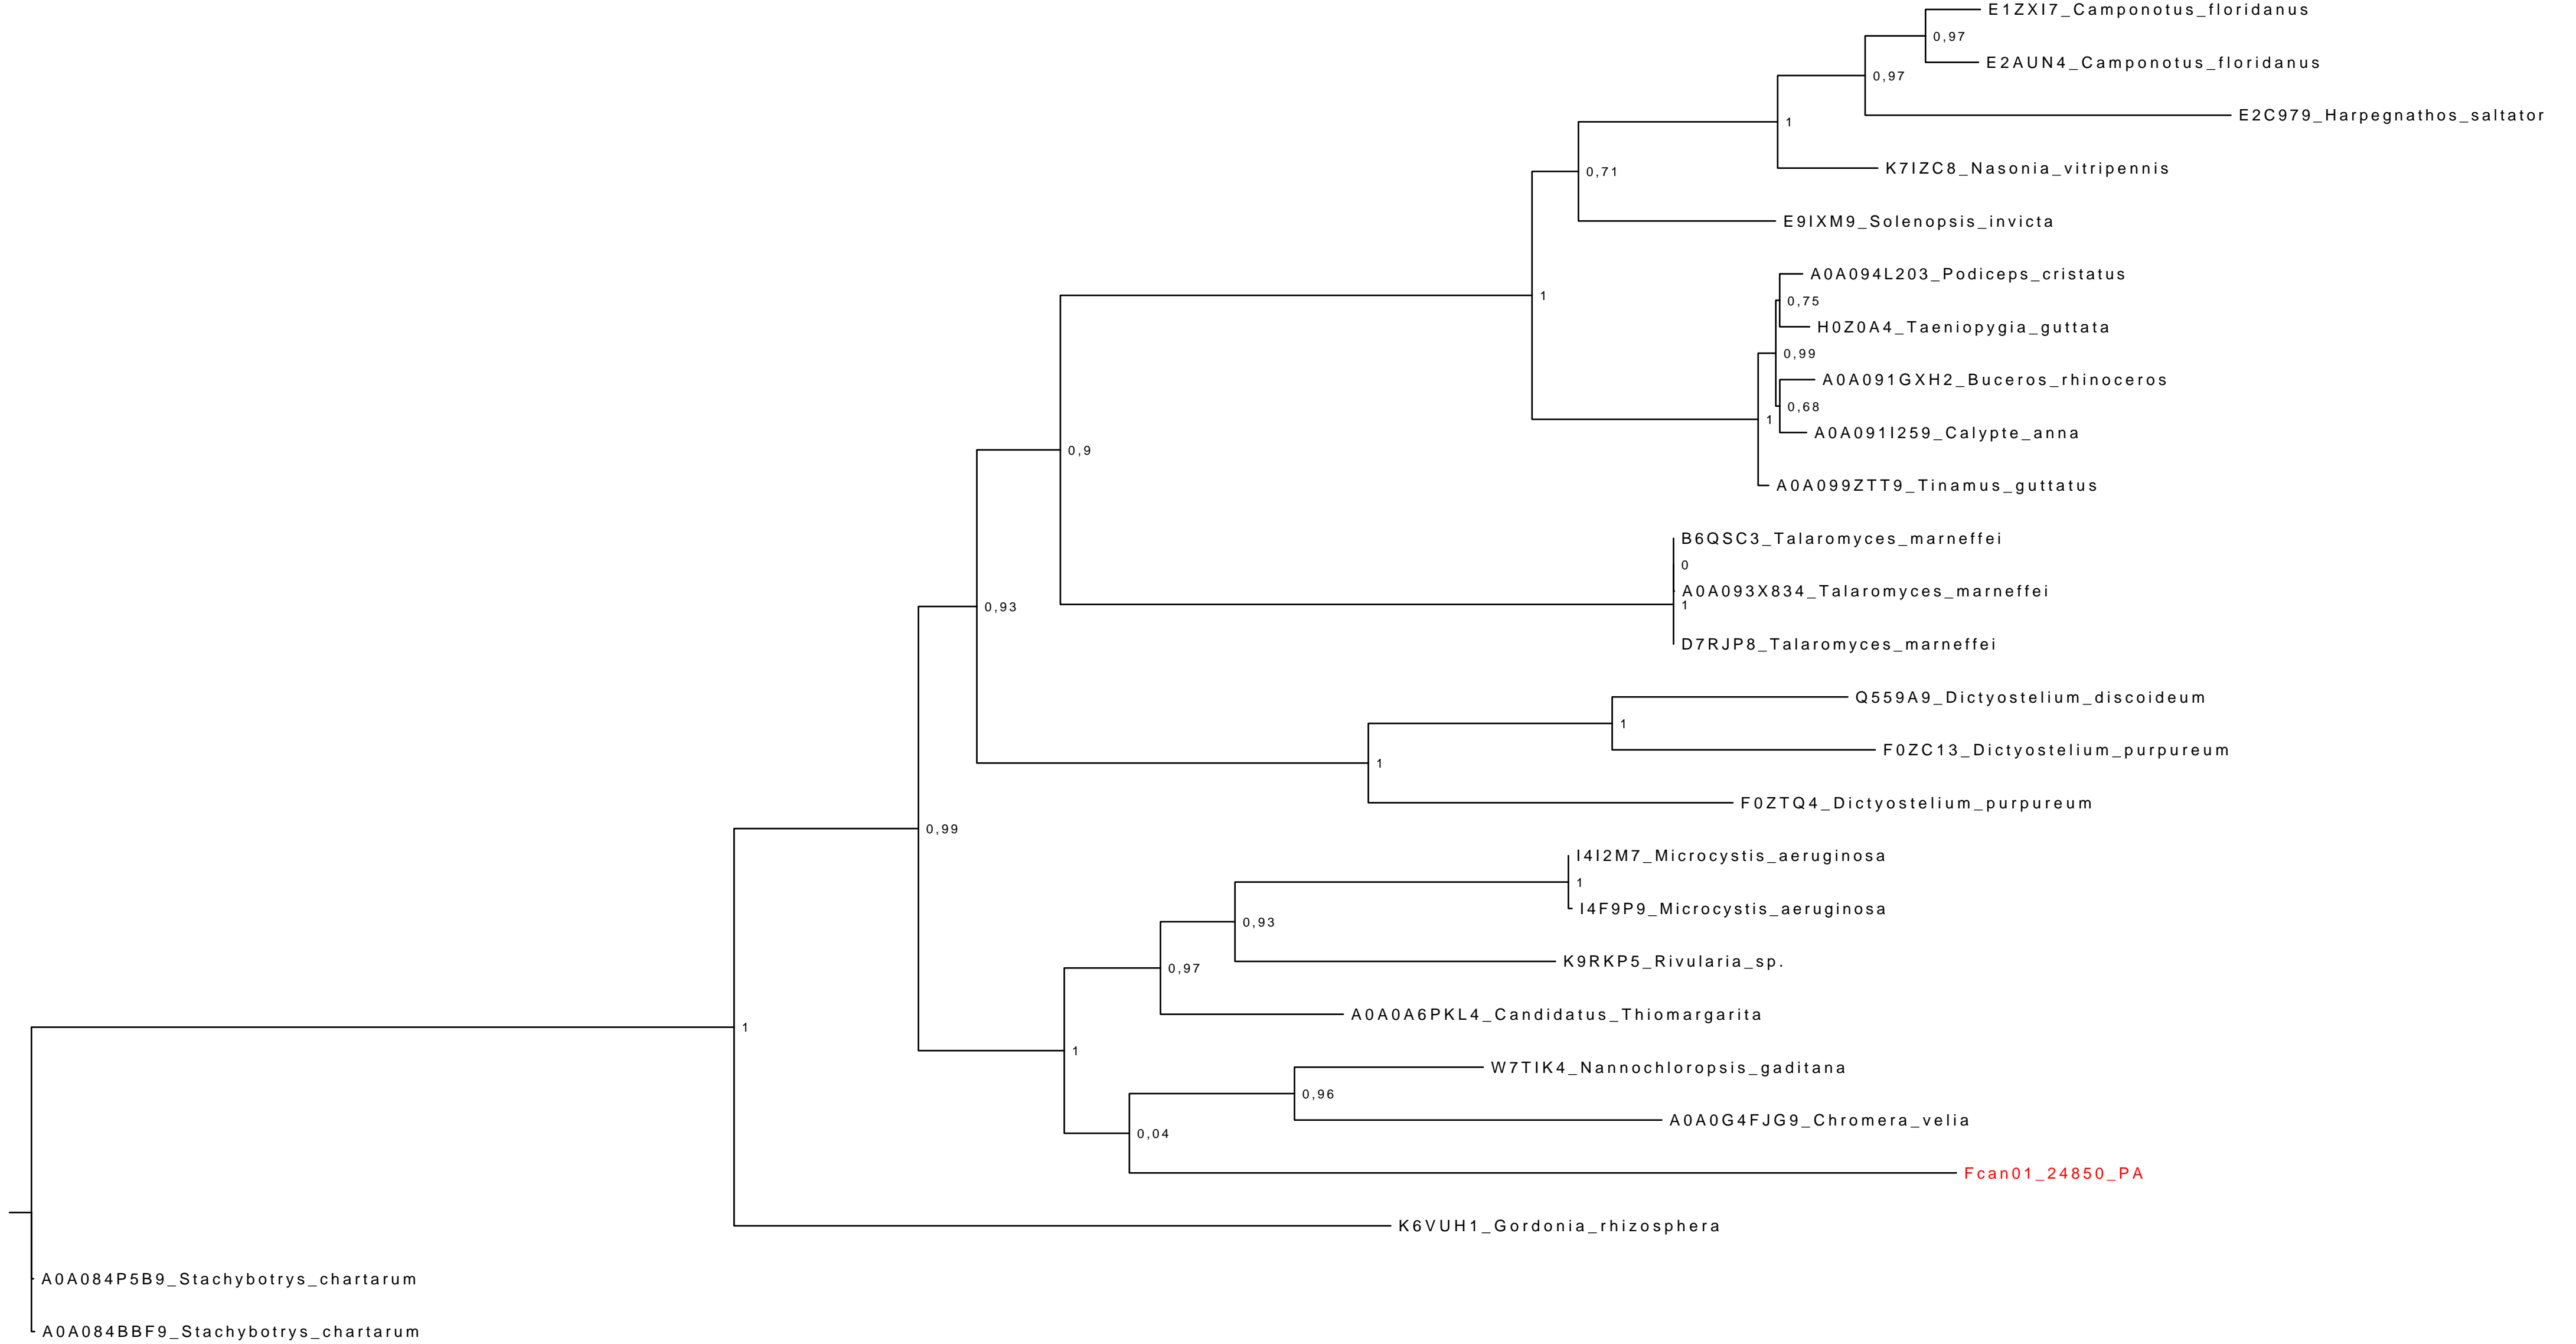 E1ZXI7_Camponotus_floridanus
0,97
E2AUN4_Camponotus_floridanus
0,97
E2C979_Harpegnathos_saltator
1
K7IZC8_Nasonia_vitripennis
0,71
E9IXM9_Solenopsis_invicta
A0A094L203_Podiceps_cristatus
1
0,75
H0Z0A4_Taeniopygia_guttata
0,99
A0A091GXH2_Buceros_rhinoceros
0,68
1
A0A091I259_Calypte_anna
0,9
A0A099ZTT9_Tinamus_guttatus
B6QSC3_Talaromyces_marneffei
0
A0A093X834_Talaromyces_marneffei
1
0,93
D7RJP8_Talaromyces_marneffei
Q559A9_Dictyostelium_discoideum
1
F0ZC13_Dictyostelium_purpureum
1
F0ZTQ4_Dictyostelium_purpureum
0,99
I4I2M7_Microcystis_aeruginosa
1
I4F9P9_Microcystis_aeruginosa
0,93
K9RKP5_Rivularia_sp.
0,97
A0A0A6PKL4_Candidatus_Thiomargarita
1
1
W7TIK4_Nannochloropsis_gaditana
0,96
A0A0G4FJG9_Chromera_velia
0,04
Fcan01_24850_PA
K6VUH1_Gordonia_rhizosphera
A0A084P5B9_Stachybotrys_chartarum
A0A084BBF9_Stachybotrys_chartarum